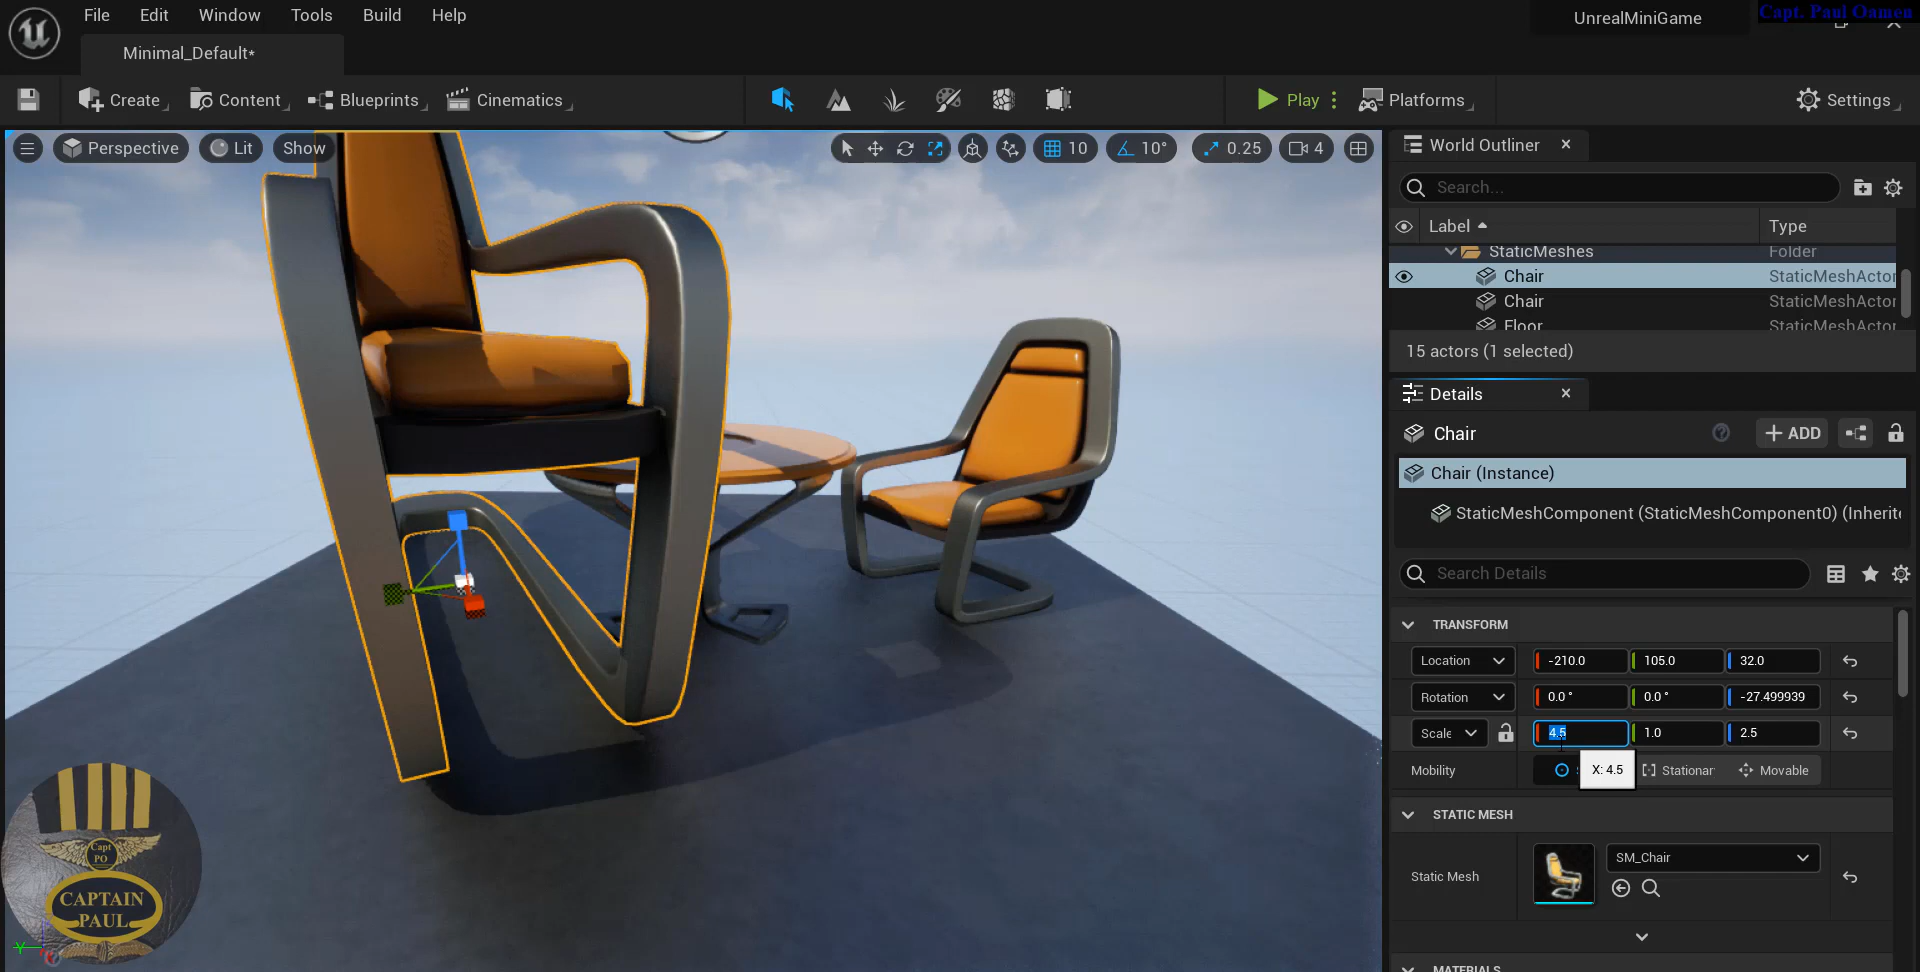 File Edit Window Tools Build Help
UnrealMiniGame
Capt. Paul Oamen
Minimal_Default*
Create Content Blueprints Cinematics
Play Platforms
Settings
Perspective Lit Show
10 10° 0.25 4
World Outliner
Search...
Label Type
StaticMeshes Folder
Chair StaticMeshActor
Chair StaticMeshActor
Floor StaticMeshActor
15 actors (1 selected)
Details
Chair
+ ADD
Chair (Instance)
StaticMeshComponent (StaticMeshComponent0) (Inherite
Search Details
TRANSFORM
Location -210.0 105.0 32.0
Rotation 0.0 ° 0.0 ° -27.499939
Scale 4.5 1.0 2.5
Mobility Stationar Movable
X: 4.5
STATIC MESH
Static Mesh
SM_Chair
MATERIALS
Capt
PO
CAPTAIN
PAUL
Y